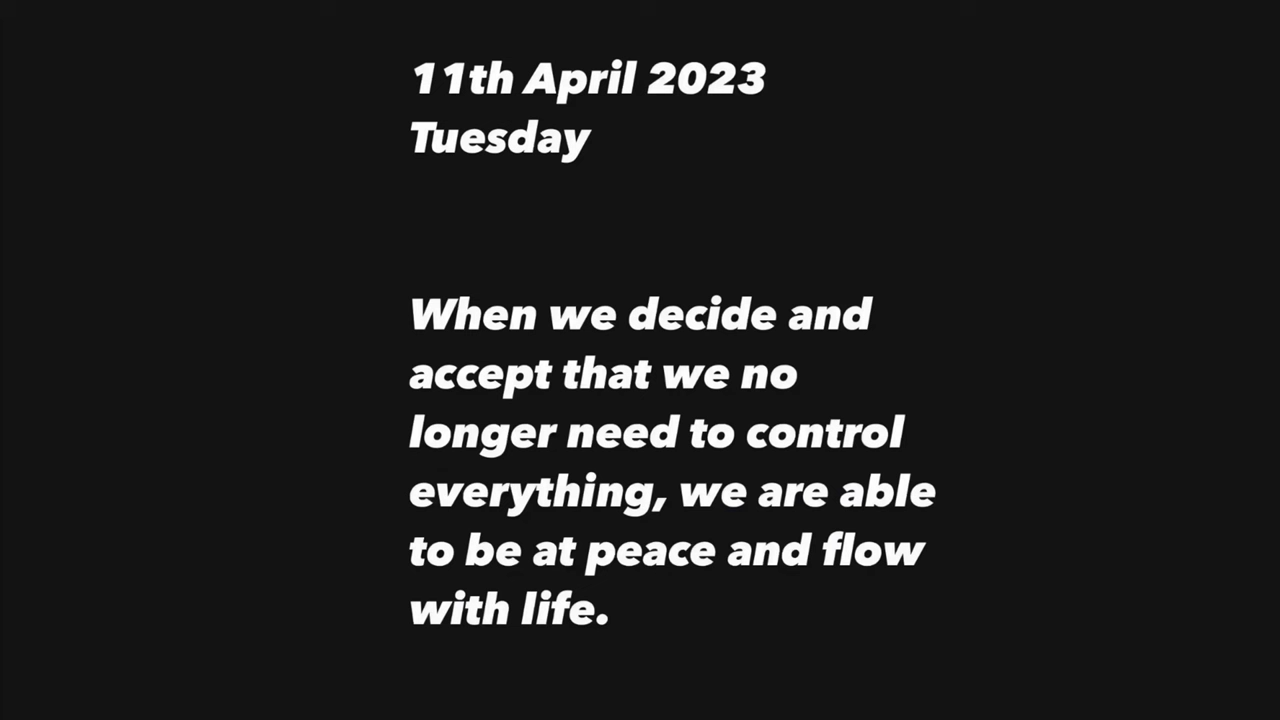 11th April 2023
Tuesday
When we decide and
accept that we no
longer need to control
everything, we are able
to be at peace and flow
with life.